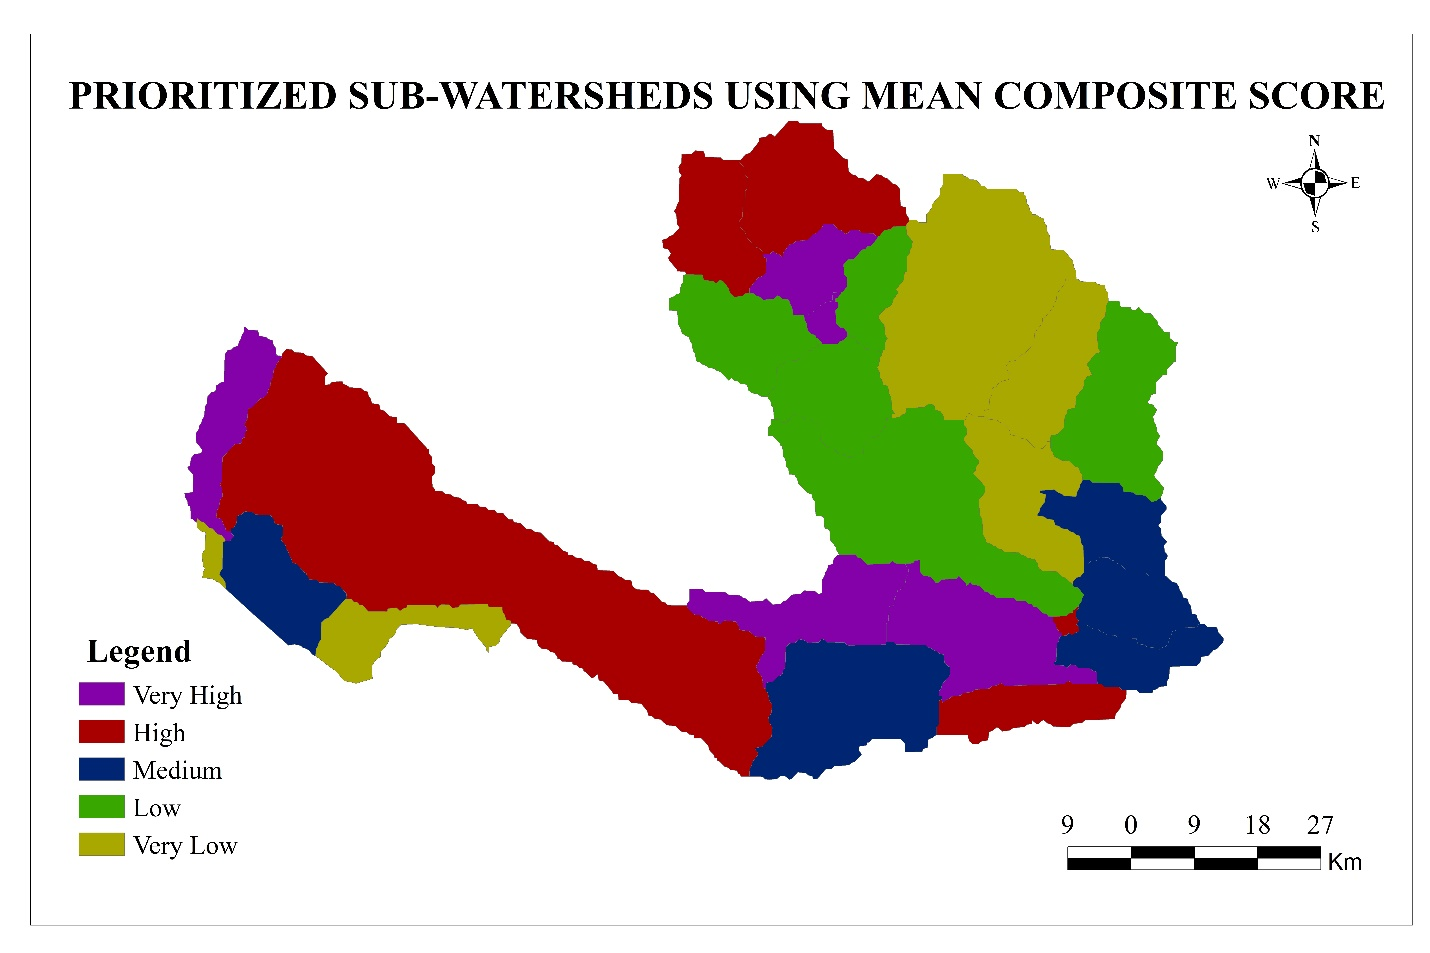 PRIORITIZED SUB-WATERSHEDS USING MEAN COMPOSITE SCORE
N
W E
S
Legend
Very High
High
Medium
Low
Very Low
9 0 9 18 27
Km